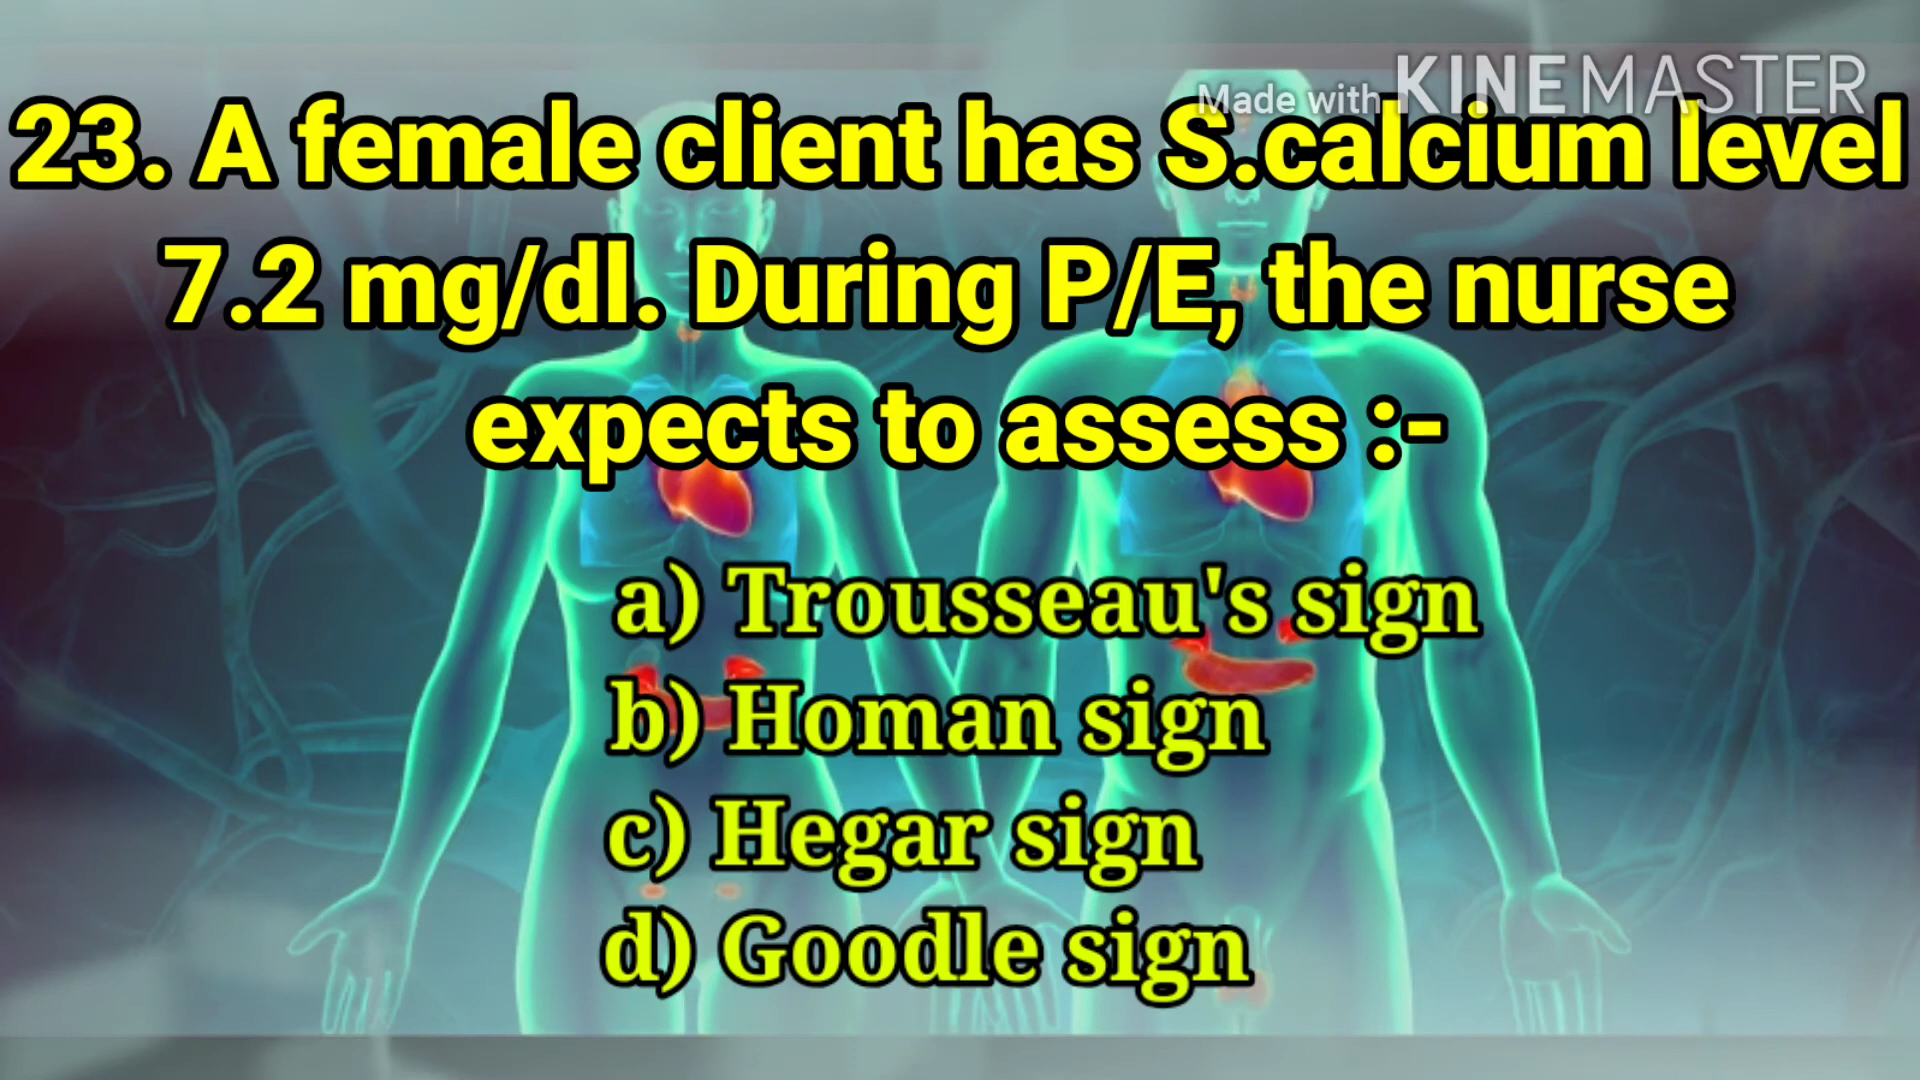 Made with KINEMASTER
23. A female client has S.calcium level
7.2 mg/dl. During P/E, the nurse
expects to assess :-
a) Trousseau's sign
b) Homan sign
c) Hegar sign
d) Goodle sign